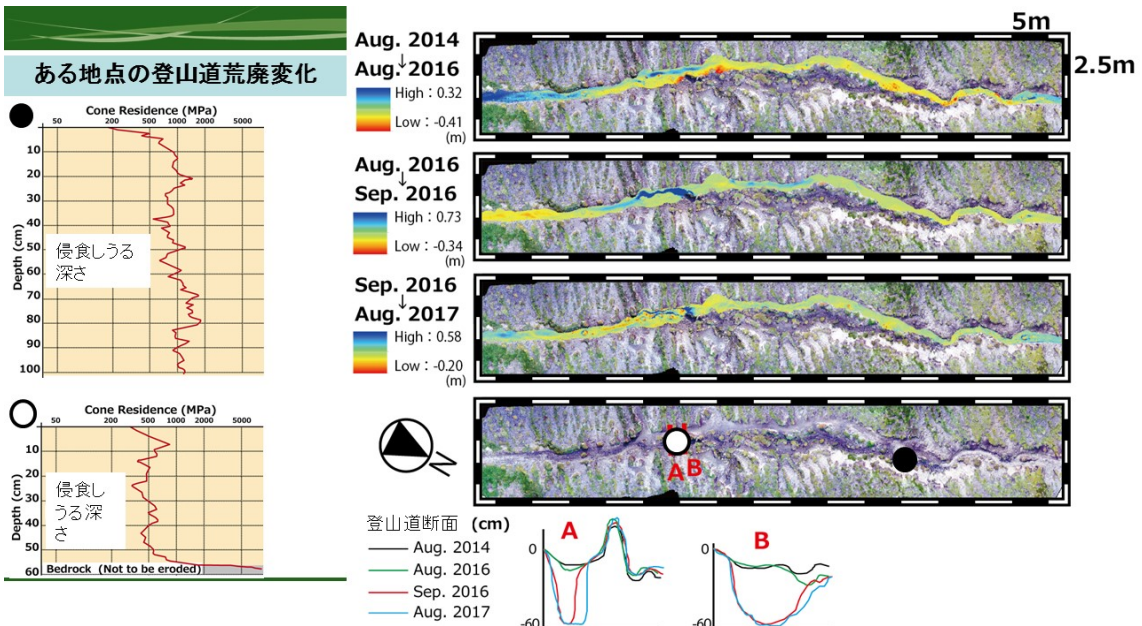 ある地点の登山道荒廃変化
Cone Residence (MPa)
50 200 500 1000 2000 5000
Depth (cm)
10
20
30
40
50
60
70
80
90
100
侵食しうる
深さ
Cone Residence (MPa)
50 200 500 1000 2000 5000
Depth (cm)
10
20
30
40
50
60
侵食し
うる深
さ
Bedrock (Not to be eroded)
5m
2.5m
Aug. 2014
↓
Aug. 2016
High : 0.32
Low : -0.41
(m)
Aug. 2016
↓
Sep. 2016
High : 0.73
Low : -0.34
(m)
Sep. 2016
↓
Aug. 2017
High : 0.58
Low : -0.20
(m)
N
A B
登山道断面 (cm)
Aug. 2014
Aug. 2016
Sep. 2016
Aug. 2017
A
0
-60
B
0
-60